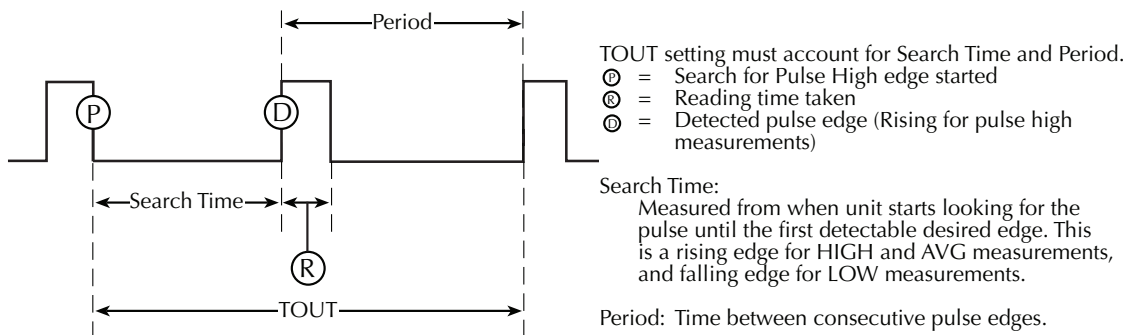 Period
P
D
Search Time
R
TOUT
TOUT setting must account for Search Time and Period.
Ⓟ = Search for Pulse High edge started
Ⓡ = Reading time taken
Ⓓ = Detected pulse edge (Rising for pulse high
measurements)
Search Time:
Measured from when unit starts looking for the
pulse until the first detectable desired edge. This
is a rising edge for HIGH and AVG measurements,
and falling edge for LOW measurements.
Period: Time between consecutive pulse edges.